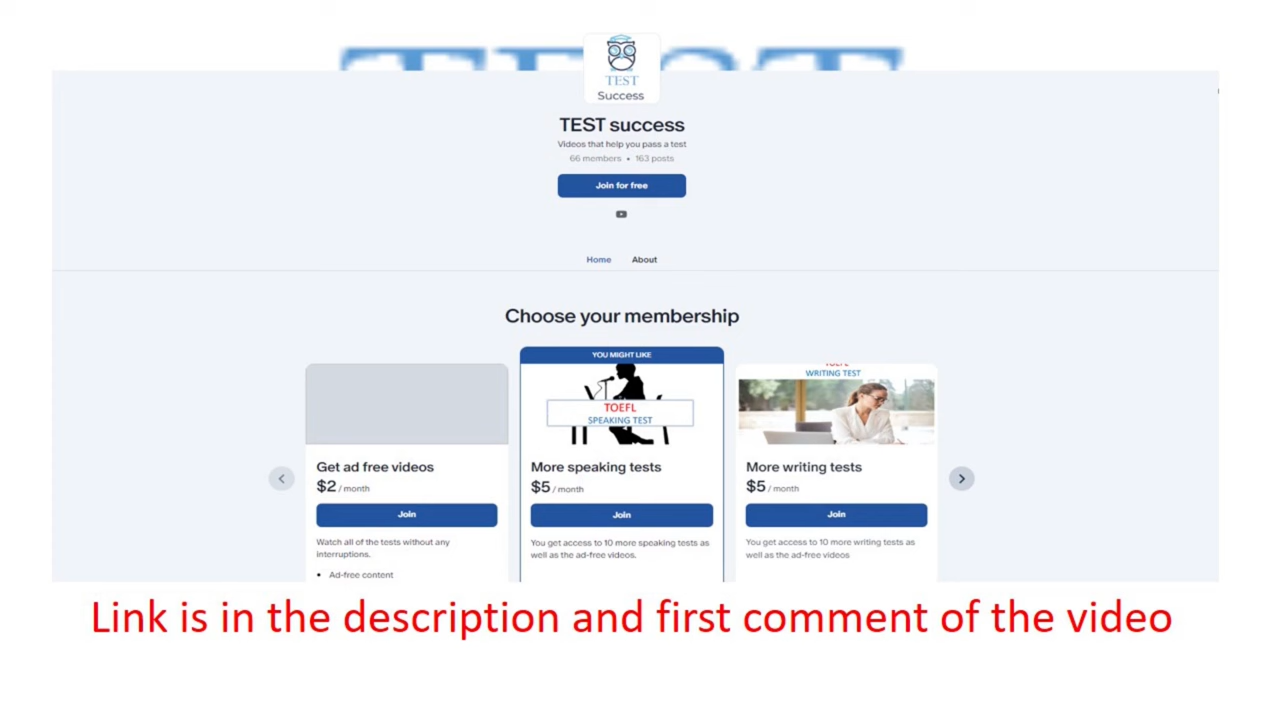 TEST
TEST
Success
TEST success
Videos that help you pass a test
66 members • 163 posts
Join for free
Home About
Choose your membership
YOU MIGHT LIKE
TOEFL
SPEAKING TEST
TOEFL
WRITING TEST
Get ad free videos
$2 / month
Join
Watch all of the tests without any
interruptions.
• Ad-free content
More speaking tests
$5 / month
Join
You get access to 10 more speaking tests as
well as the ad-free videos.
More writing tests
$5 / month
Join
You get access to 10 more writing tests as
well as the ad-free videos
Link is in the description and first comment of the video